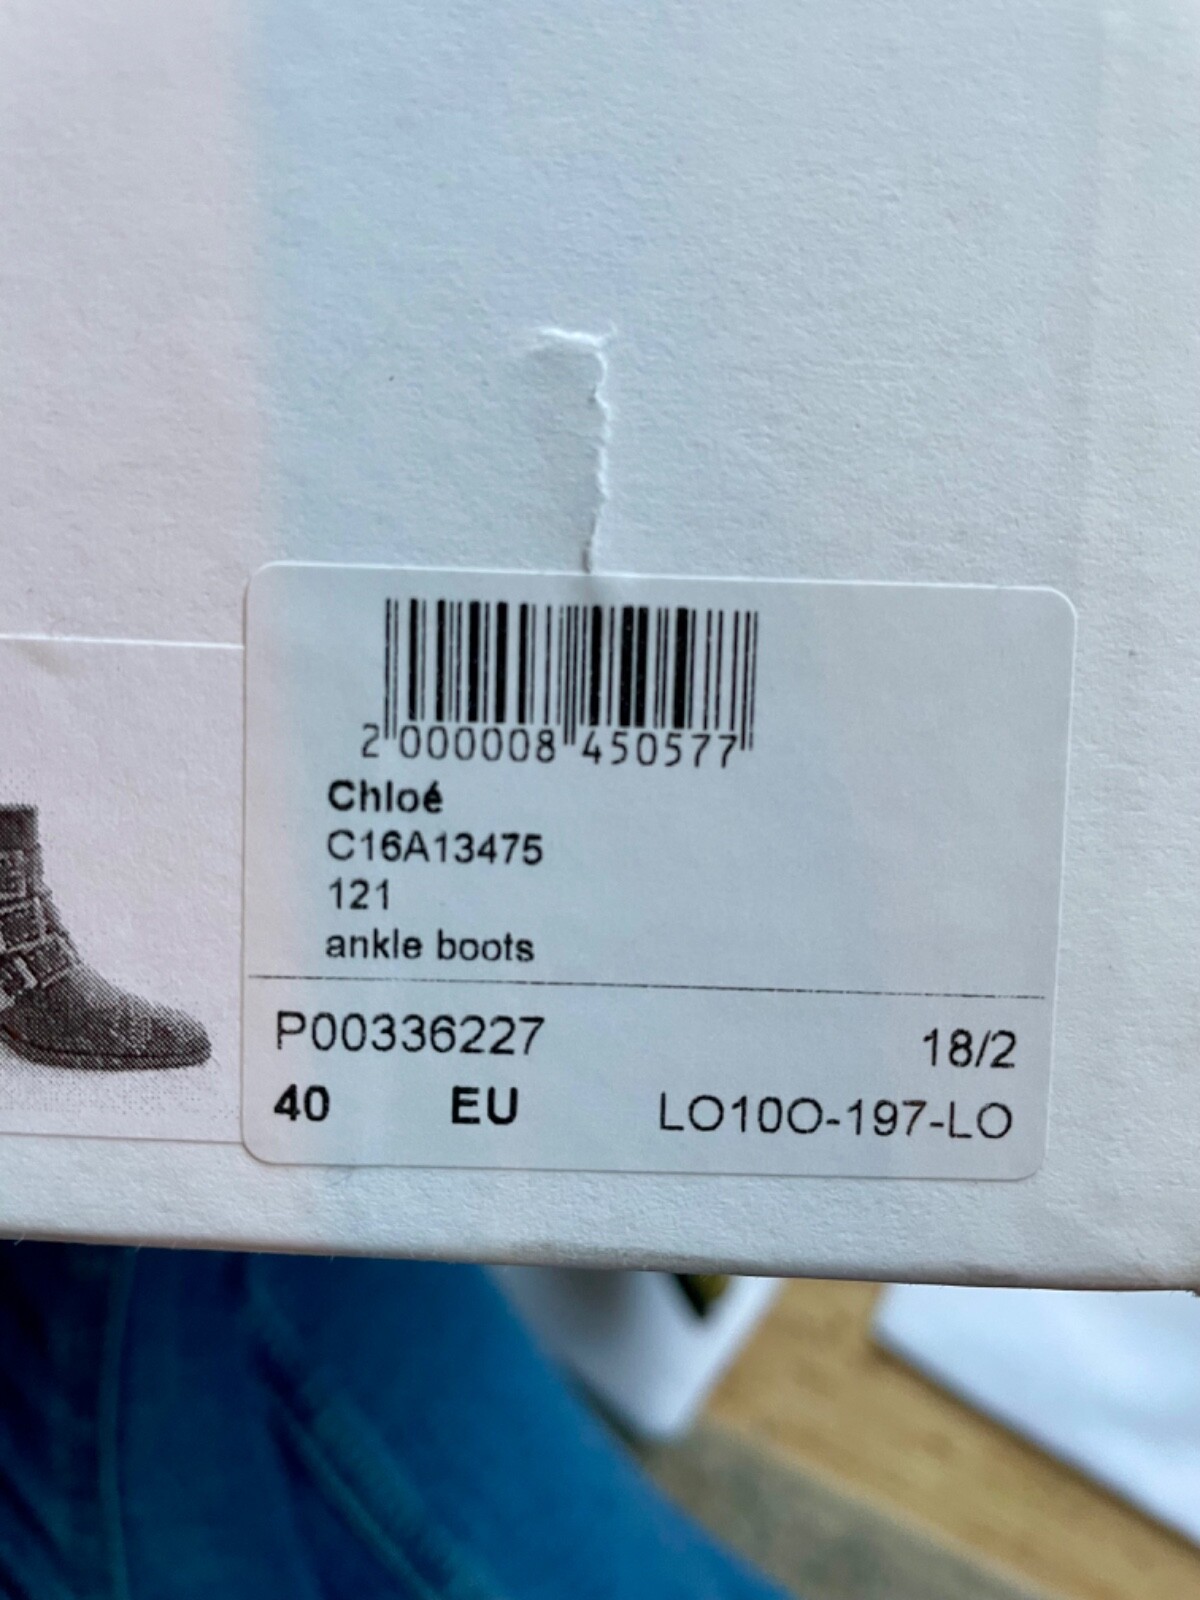 2 000008 450577
Chloé
C16A13475
121
ankle boots
P00336227 18/2
40 EU LO10O-197-LO